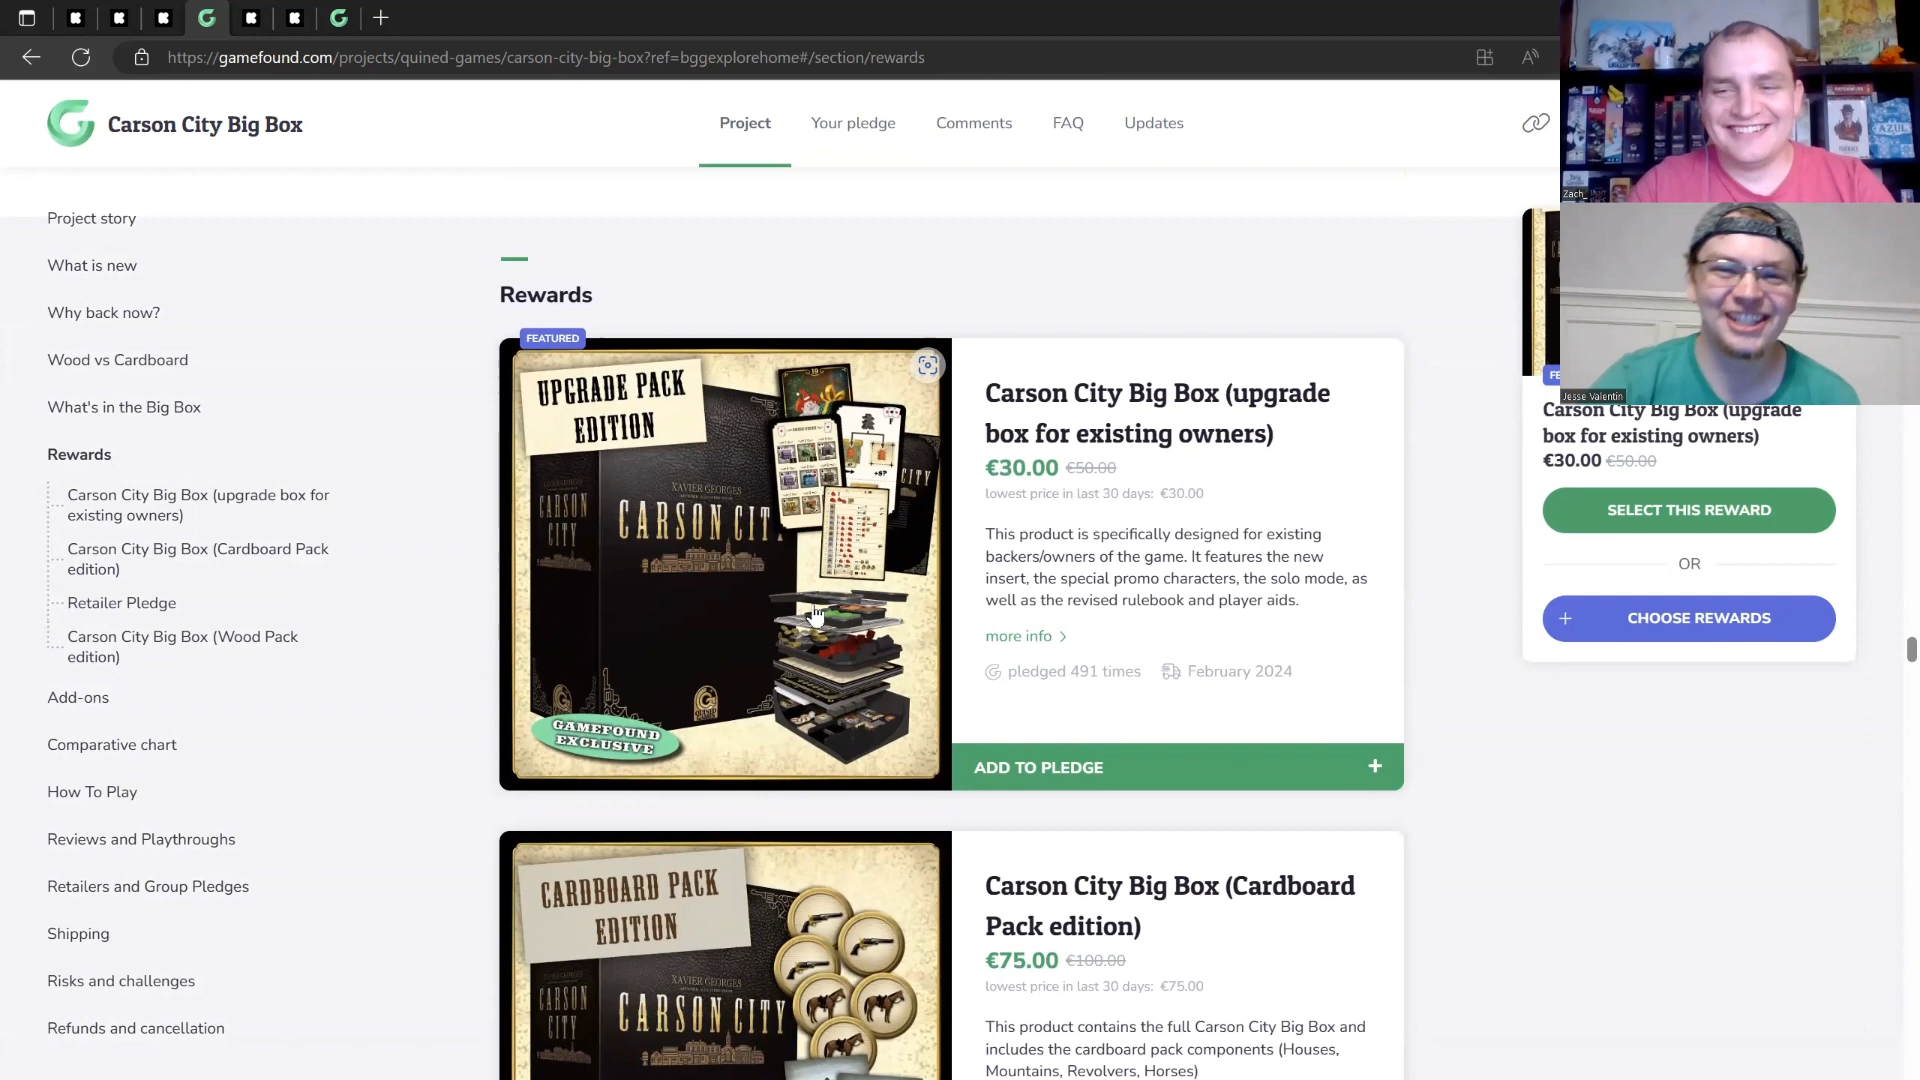 https://gamefound.com/projects/quined-games/carson-city-big-box?ref=bggexplorehome#/section/rewards
Carson City Big Box
Project
Your pledge
Comments
FAQ
Updates
Project story
What is new
Why back now?
Wood vs Cardboard
What's in the Big Box
Rewards
Carson City Big Box (upgrade box for
existing owners)
Carson City Big Box (Cardboard Pack
edition)
Retailer Pledge
Carson City Big Box (Wood Pack
edition)
Add-ons
Comparative chart
How To Play
Reviews and Playthroughs
Retailers and Group Pledges
Shipping
Risks and challenges
Refunds and cancellation
Rewards
FEATURED
UPGRADE PACK
EDITION
XAVIER GEORGES
CARSON CIT
CARSON
CITY
CITY
GAMEFOUND
EXCLUSIVE
Carson City Big Box (upgrade
box for existing owners)
€30.00 €50.00
lowest price in last 30 days: €30.00
This product is specifically designed for existing
backers/owners of the game. It features the new
insert, the special promo characters, the solo mode, as
well as the revised rulebook and player aids.
more info >
pledged 491 times
February 2024
ADD TO PLEDGE +
CARDBOARD PACK
EDITION
XAVIER GEORGES
CARSON CITY
CARSON
CITY
Carson City Big Box (Cardboard
Pack edition)
€75.00 €100.00
lowest price in last 30 days: €75.00
This product contains the full Carson City Big Box and
includes the cardboard pack components (Houses,
Mountains, Revolvers, Horses)
Zach_
AZUL
Jesse Valentin
FE
Carson City Big Box (upgrade
box for existing owners)
€30.00 €50.00
SELECT THIS REWARD
OR
+ CHOOSE REWARDS